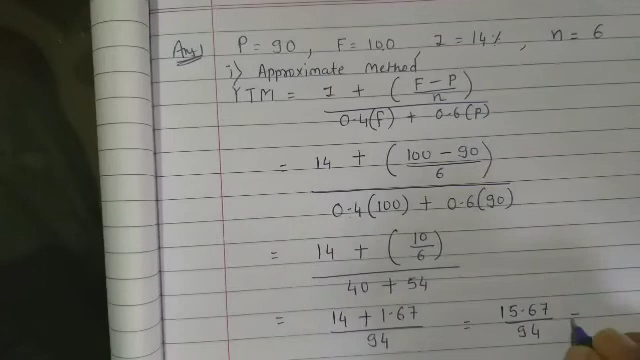 Ans P = 90 , F = 100 , I = 14% , n = 6
i) Approximate Method
YTM = I + (F - P / n) / 0.4(F) + 0.6(P)
= 14 + (100 - 90 / 6) / 0.4(100) + 0.6(90)
= 14 + (10 / 6) / 40 + 54
= 14 + 1.67 / 94 = 15.67 / 94 =